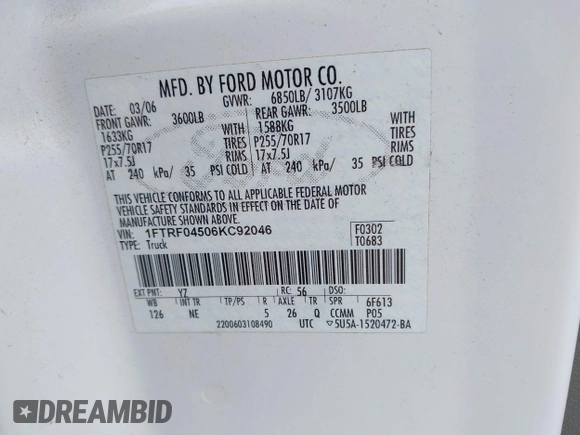 MFD. BY FORD MOTOR CO.
DATE: 03/06 GVWR: 6850LB/ 3107KG
FRONT GAWR: 3600LB REAR GAWR: 3500LB
1633KG WITH 1588KG WITH
P255/70R17 TIRES P255/70R17 TIRES
17x7.5J RIMS 17x7.5J RIMS
AT 240 kPa/ 35 PSI COLD AT 240 kPa/ 35 PSI COLD
THIS VEHICLE CONFORMS TO ALL APPLICABLE FEDERAL MOTOR
VEHICLE SAFETY STANDARDS IN EFFECT ON THE DATE OF
MANUFACTURE SHOWN ABOVE.
VIN: 1FTRF04506KC92046 F0302
TYPE: Truck T0683
EXT PNT: YZ RC: 56 DSO:
WB INT TR TP/PS R AXLE TR SPR 6F613
126 NE 5 26 Q CCMM P05
2200603108490 UTC ▽5U5A-1520472-BA
DREAMBID